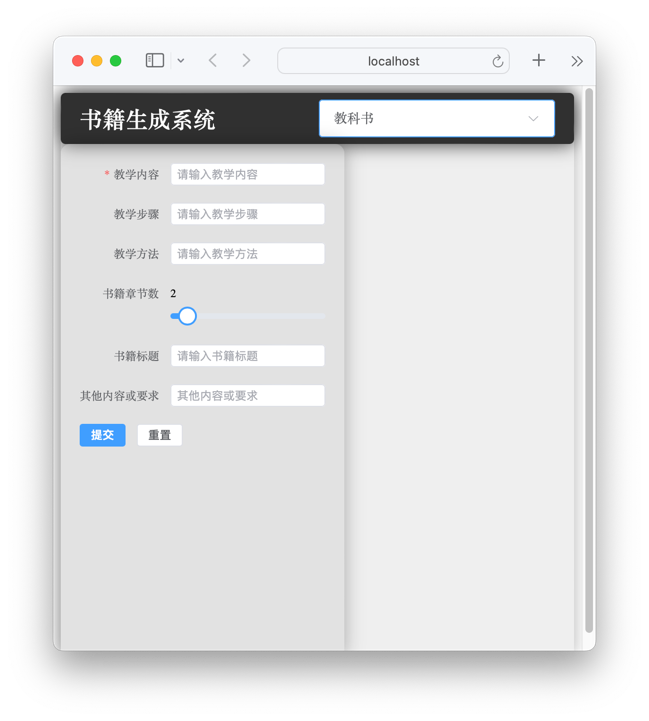 localhost
书籍生成系统
教科书
* 教学内容 请输入教学内容
教学步骤 请输入教学步骤
教学方法 请输入教学方法
书籍章节数 2
书籍标题 请输入书籍标题
其他内容或要求 其他内容或要求
提交 重置